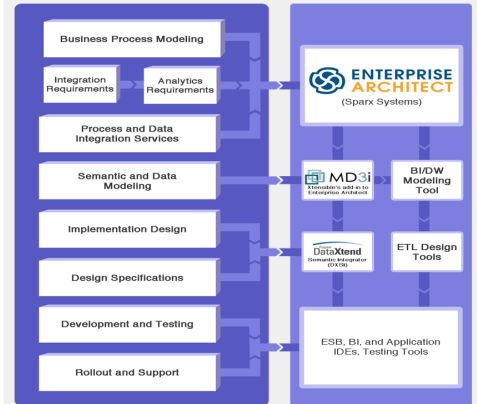 Business Process Modeling
Integration
Requirements
Analytics
Requirements
Process and Data
Integration Services
Semantic and Data
Modeling
Implementation Design
Design Specifications
Development and Testing
Rollout and Support
ENTERPRISE
ARCHITECT
(Sparx Systems)
MD3i
Xtensible's add-in to
Enterprise Architect
BI/DW
Modeling
Tool
DataXtend
Semantic Integrator
(DXSI)
ETL Design
Tools
ESB, BI, and Application
IDEs, Testing Tools